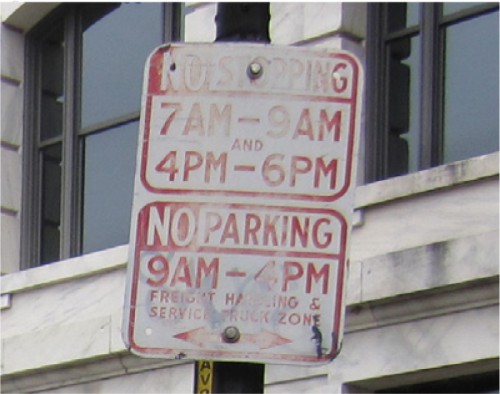 NO STOPPING
7AM-9AM
AND
4PM-6PM
NO PARKING
9AM-4PM
FREIGHT HANDLING &
SERVICE TRUCK ZONE